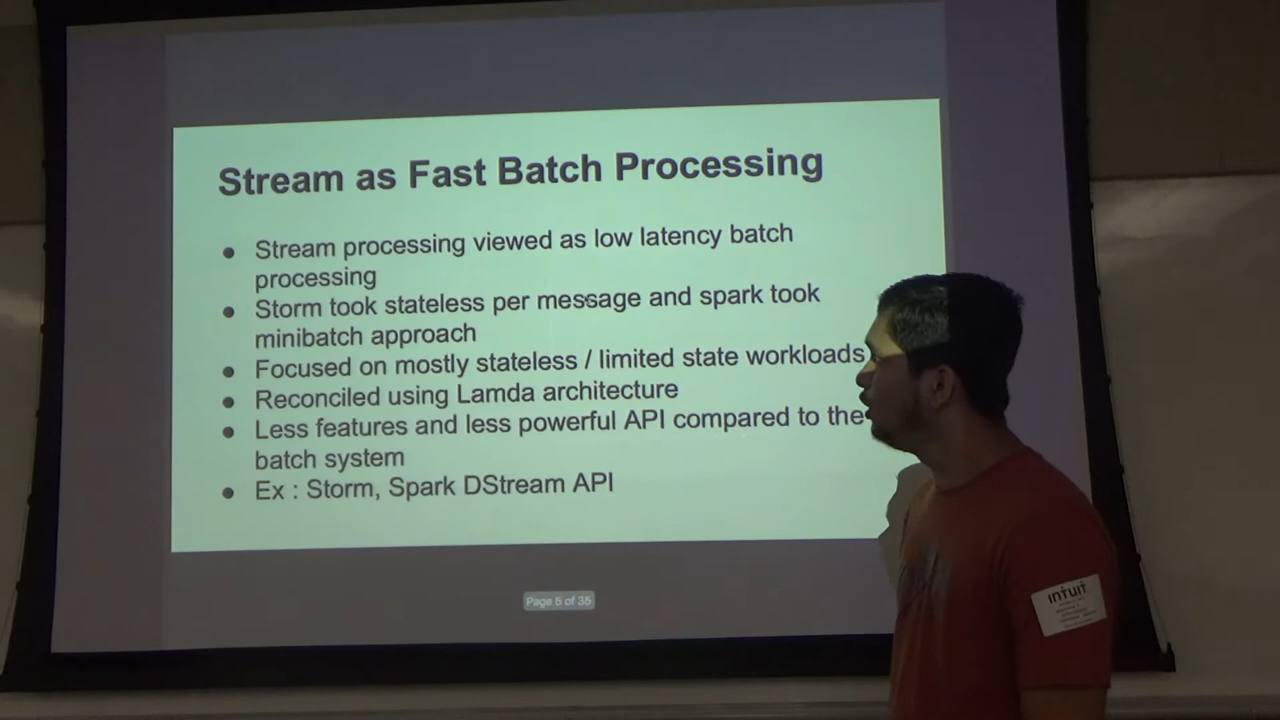 Stream as Fast Batch Processing
● Stream processing viewed as low latency batch
processing
● Storm took stateless per message and spark took
minibatch approach
● Focused on mostly stateless / limited state workloads
● Reconciled using Lamda architecture
● Less features and less powerful API compared to the
batch system
● Ex : Storm, Spark DStream API
Page 5 of 35
INTUIT